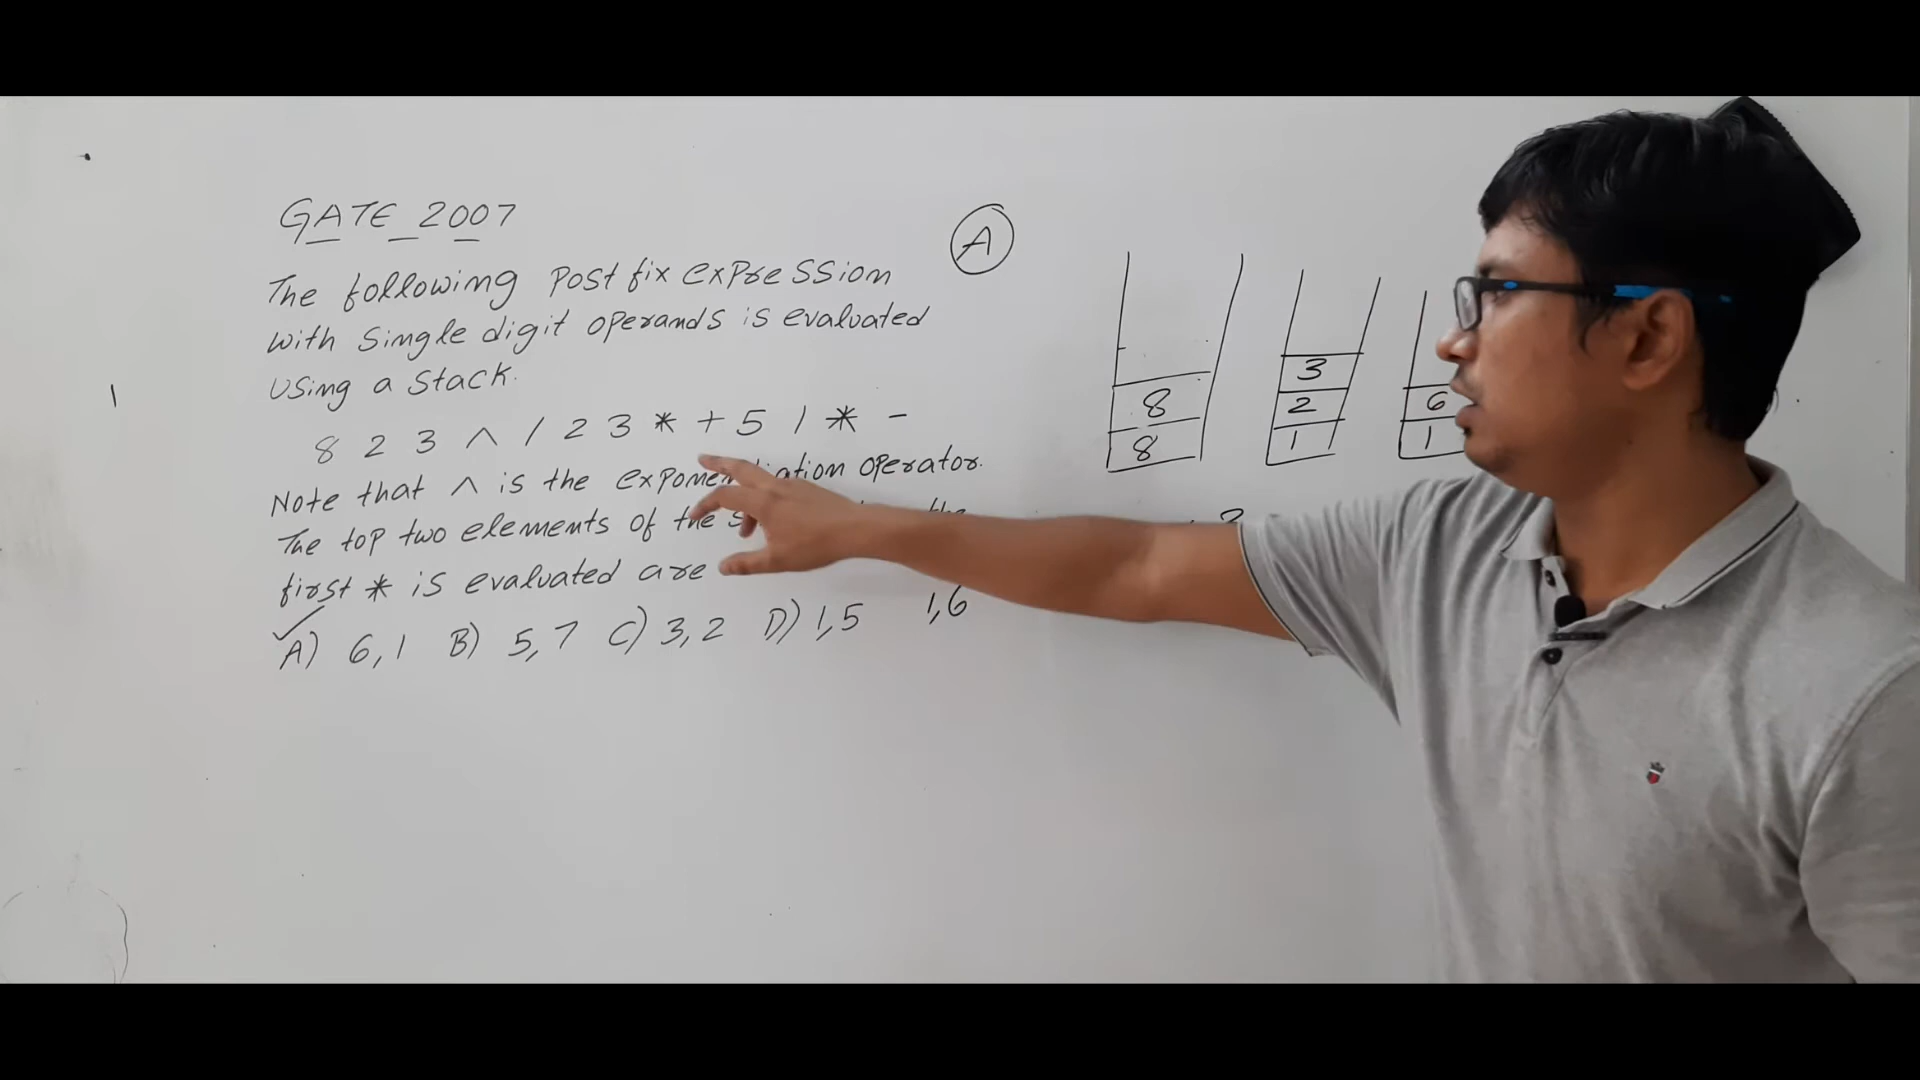 GATE_2007
A
The following Postfix expression
with single digit operands is evaluated
using a stack.
8 2 3 ^ / 2 3 * + 5 1 * -
Note that ^ is the exponentiation operator.
The top two elements of the
first * is evaluated are
A) 6,1 B) 5,7 C) 3,2 D) 1,5
1,6
8
8
3
2
1
6
1
1